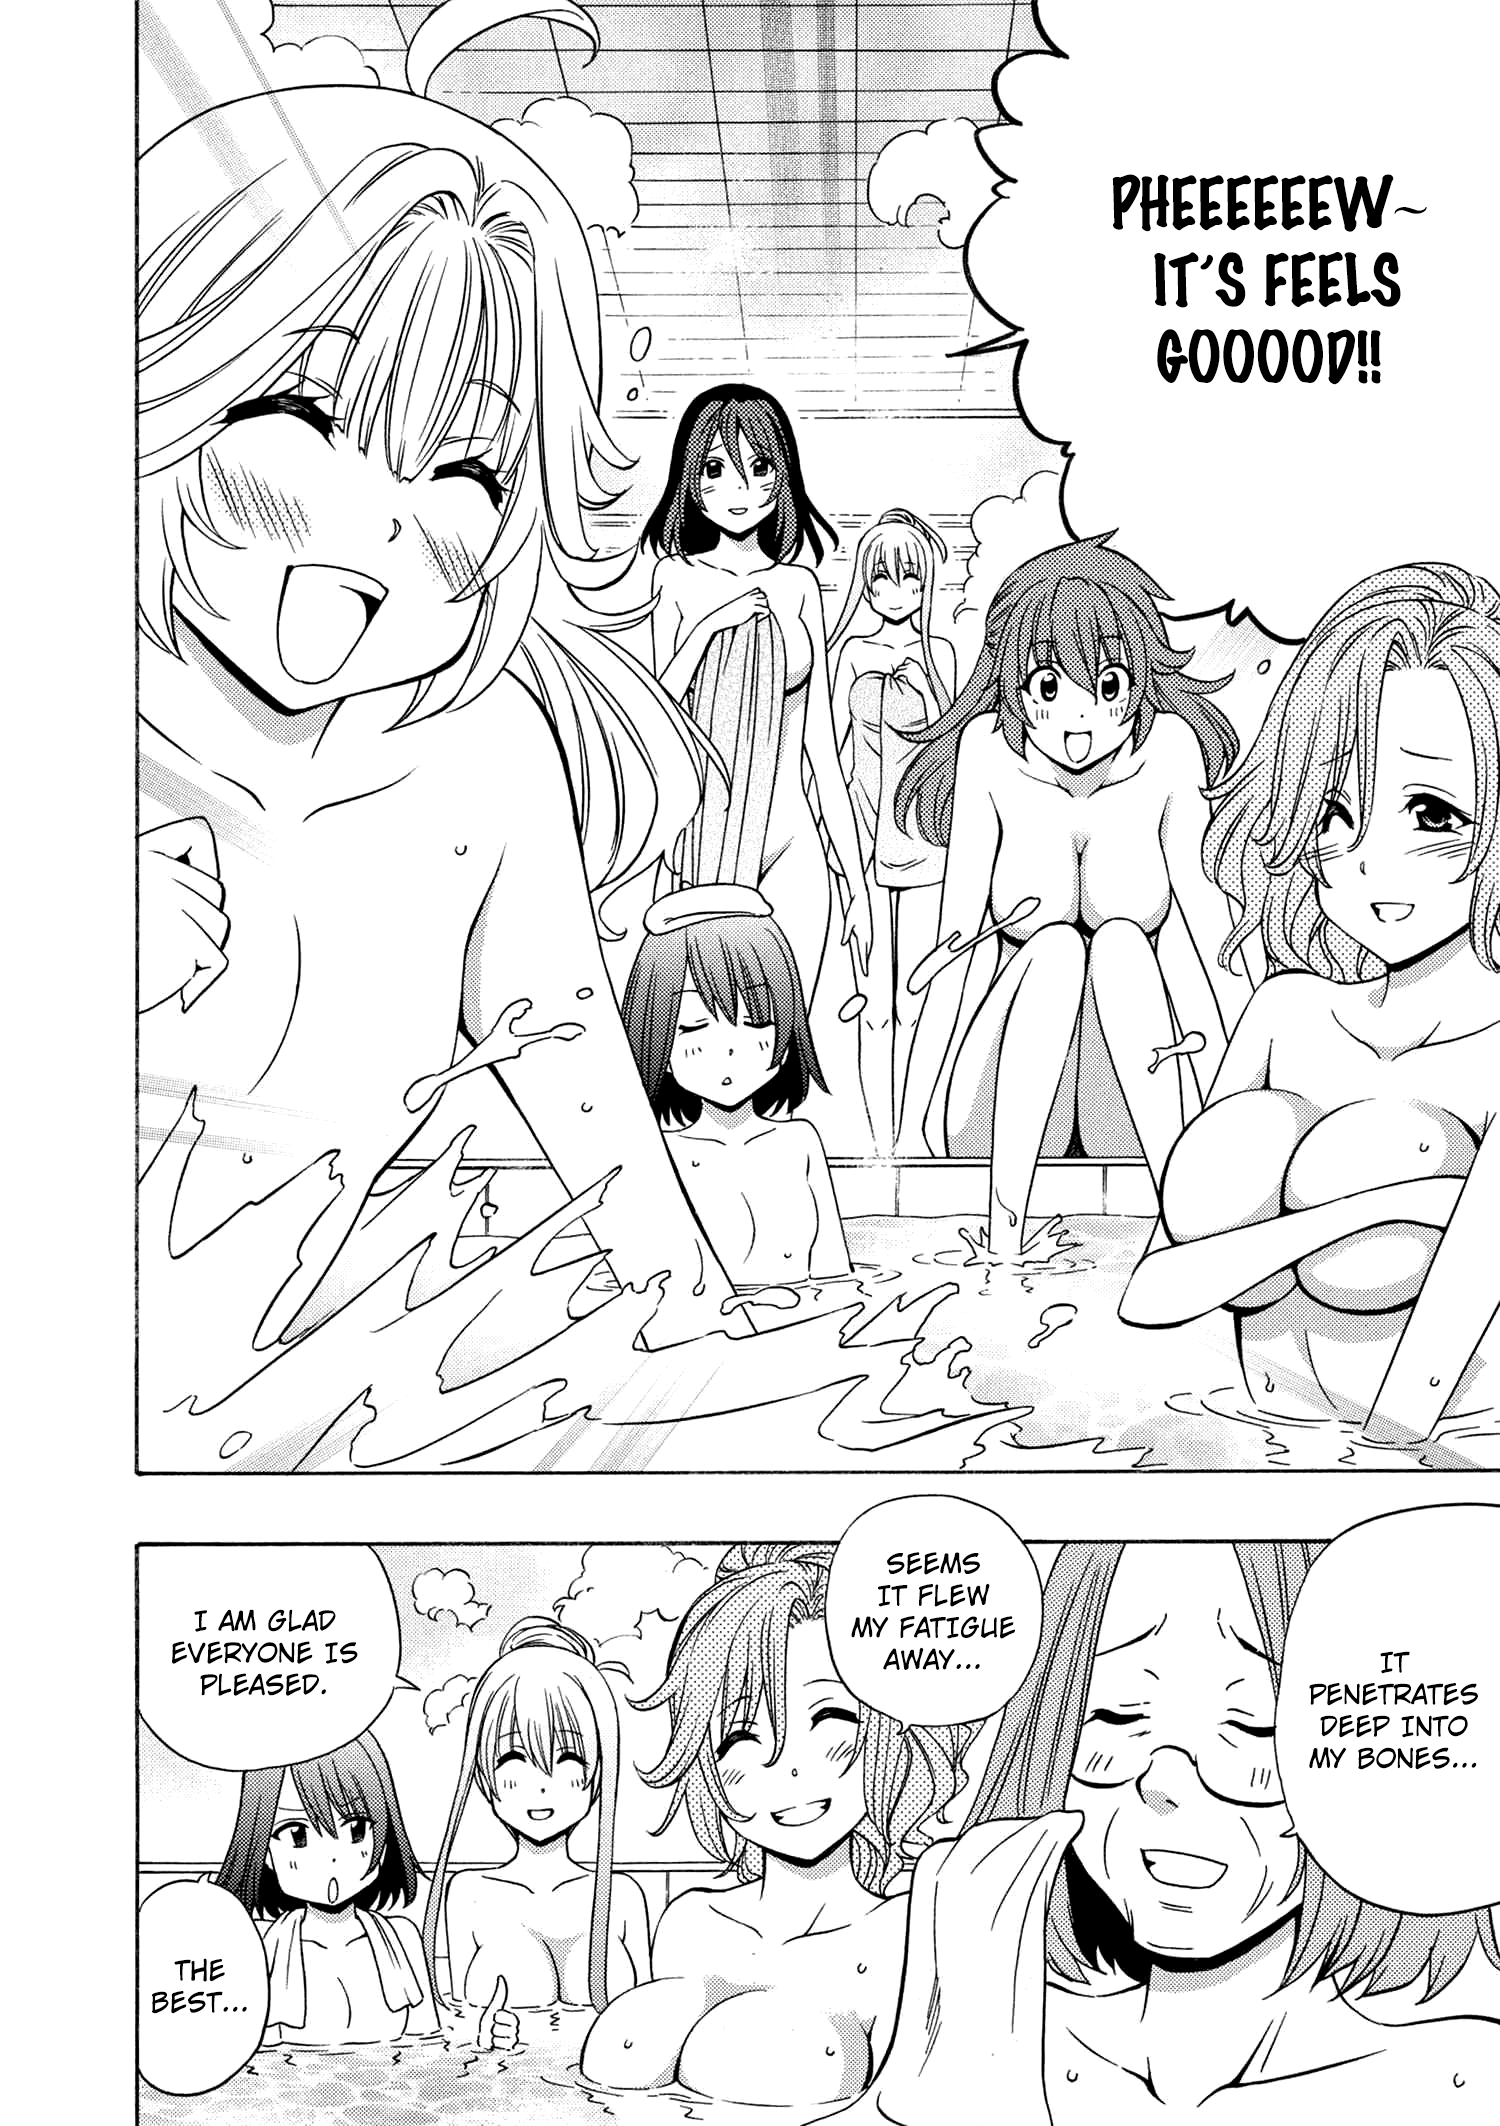 PHEEEEEEW~
IT'S FEELS
GOOOOD!!
IT
PENETRATES
DEEP INTO
MY BONES...
SEEMS
IT FLEW
MY FATIGUE
AWAY...
I AM GLAD
EVERYONE IS
PLEASED.
THE
BEST...